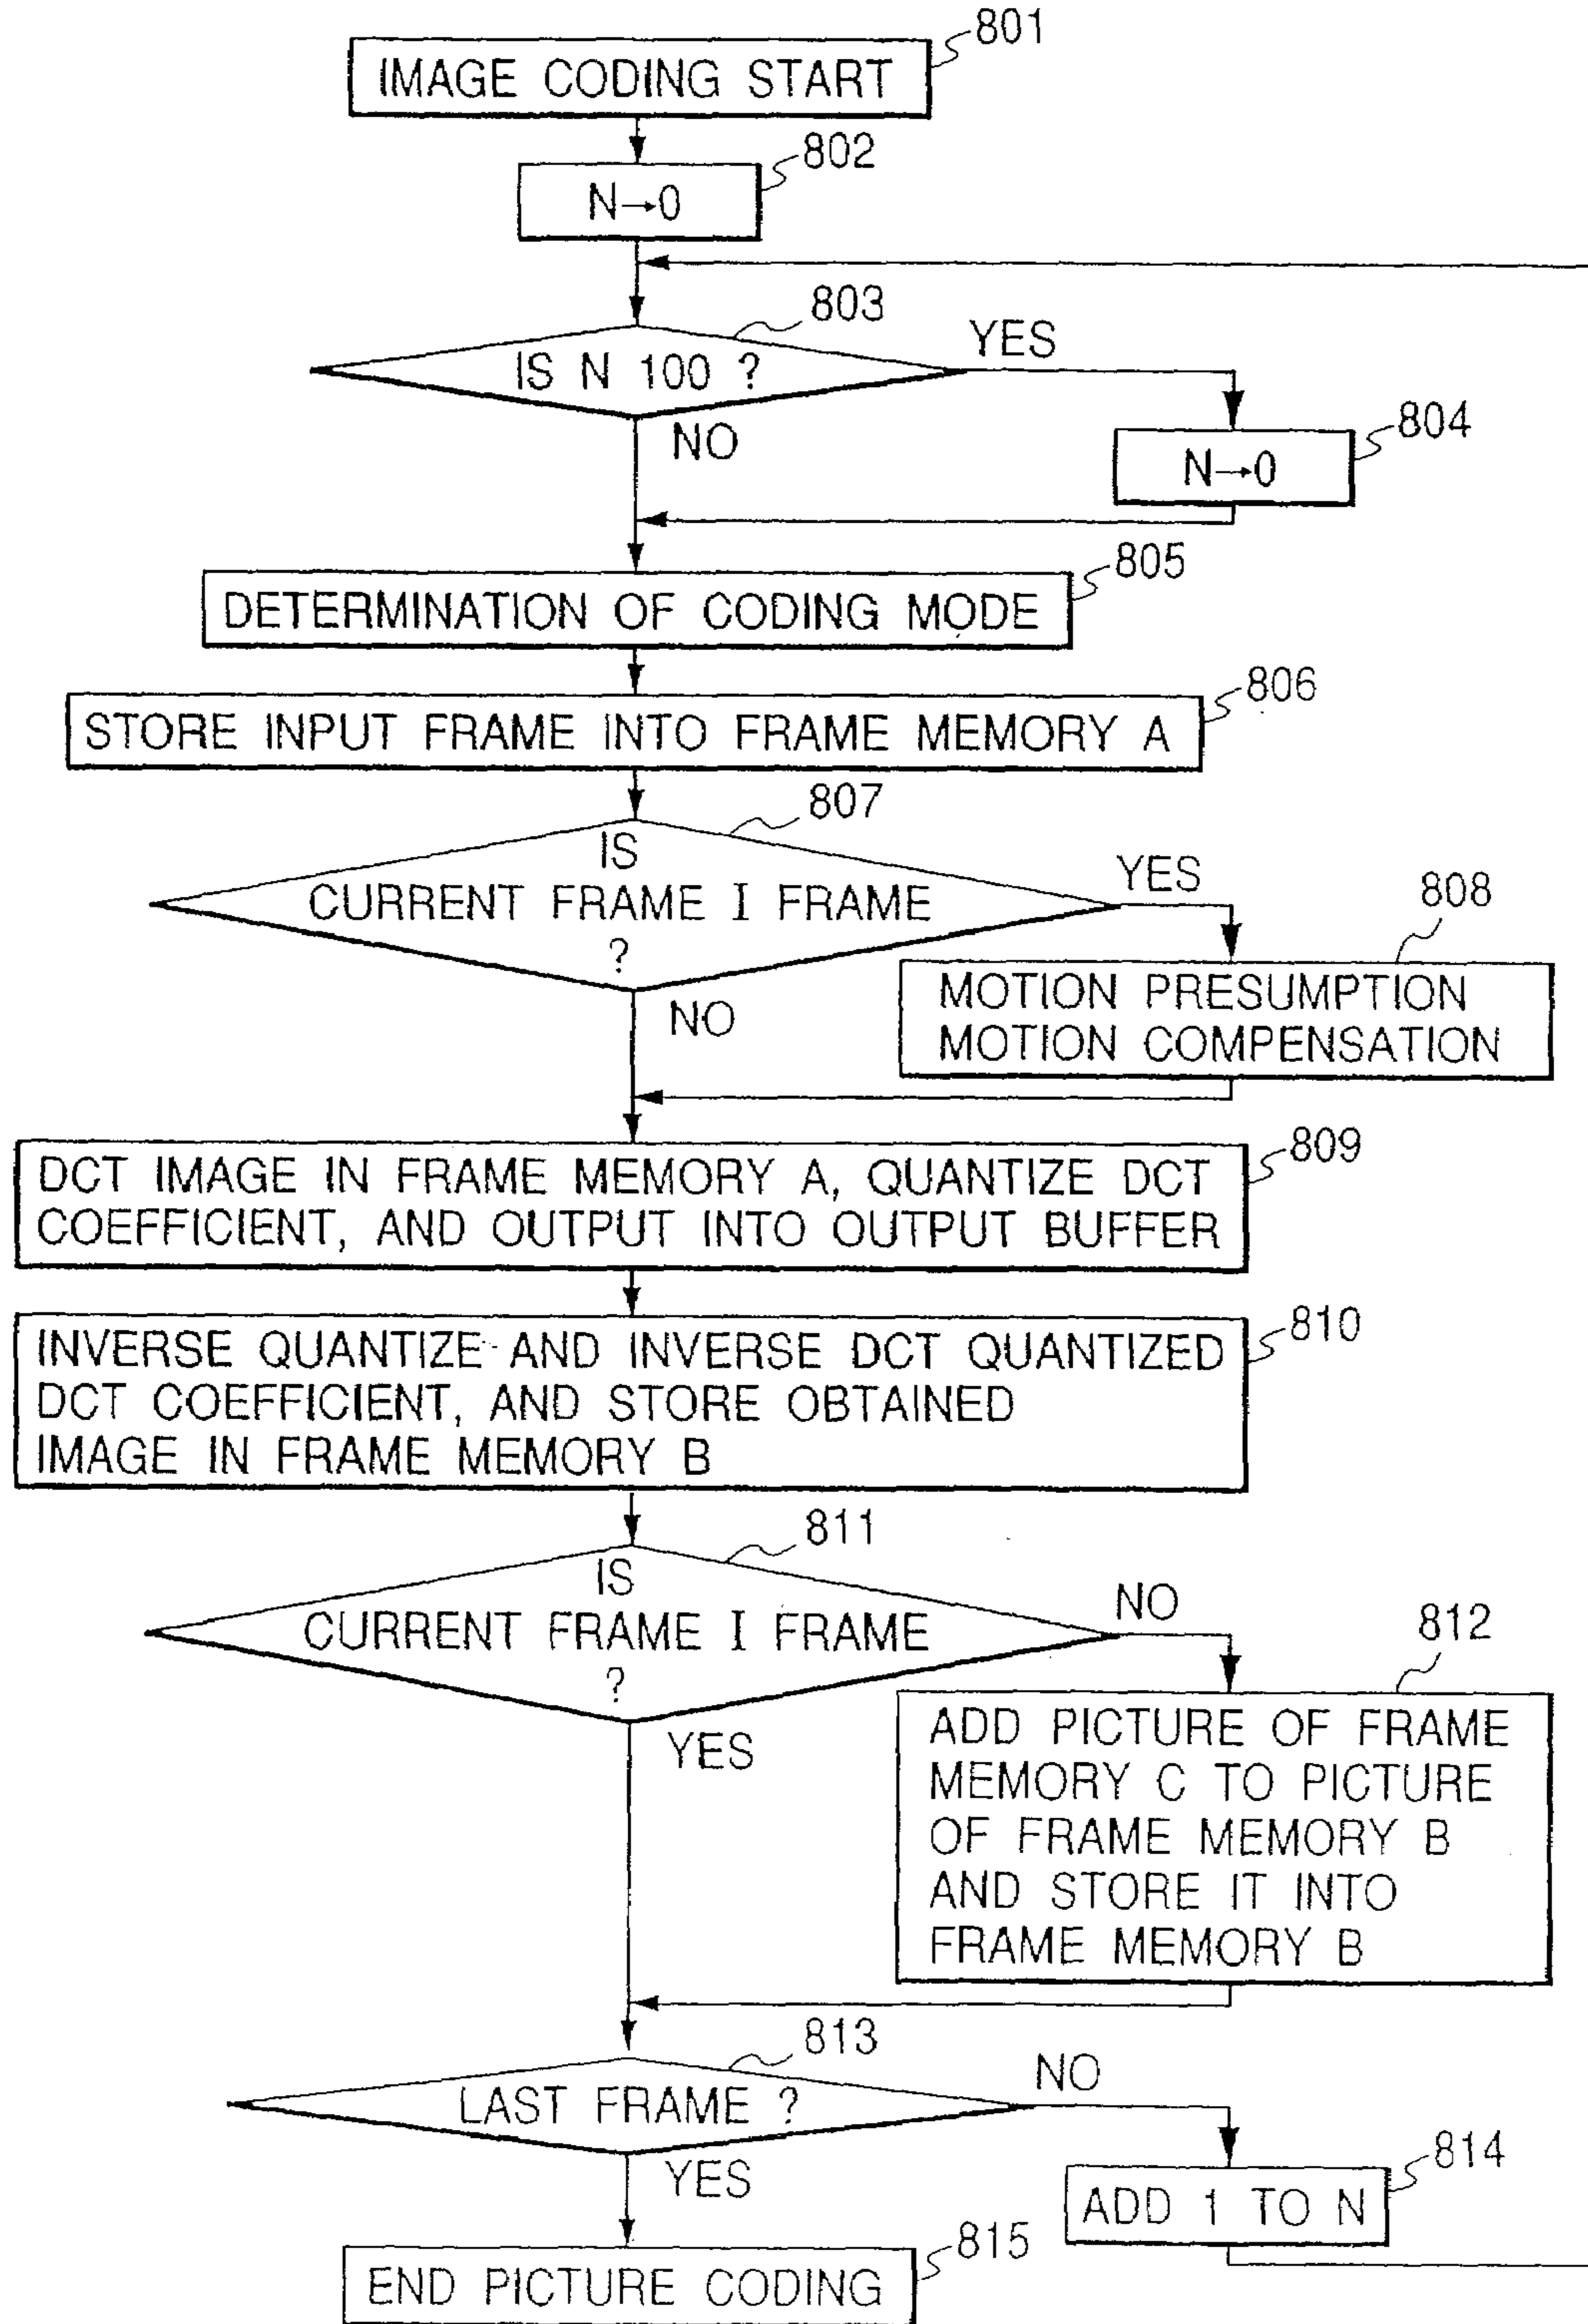 801
IMAGE CODING START
802
N→0
803
IS N 100 ?
YES
NO
804
N→0
805
DETERMINATION OF CODING MODE
806
STORE INPUT FRAME INTO FRAME MEMORY A
807
IS
CURRENT FRAME I FRAME
?
YES
NO
808
MOTION PRESUMPTION
MOTION COMPENSATION
809
DCT IMAGE IN FRAME MEMORY A, QUANTIZE DCT
COEFFICIENT, AND OUTPUT INTO OUTPUT BUFFER
810
INVERSE QUANTIZE AND INVERSE DCT QUANTIZED
DCT COEFFICIENT, AND STORE OBTAINED
IMAGE IN FRAME MEMORY B
811
IS
CURRENT FRAME I FRAME
?
NO
YES
812
ADD PICTURE OF FRAME
MEMORY C TO PICTURE
OF FRAME MEMORY B
AND STORE IT INTO
FRAME MEMORY B
813
LAST FRAME ?
NO
YES
814
ADD 1 TO N
815
END PICTURE CODING